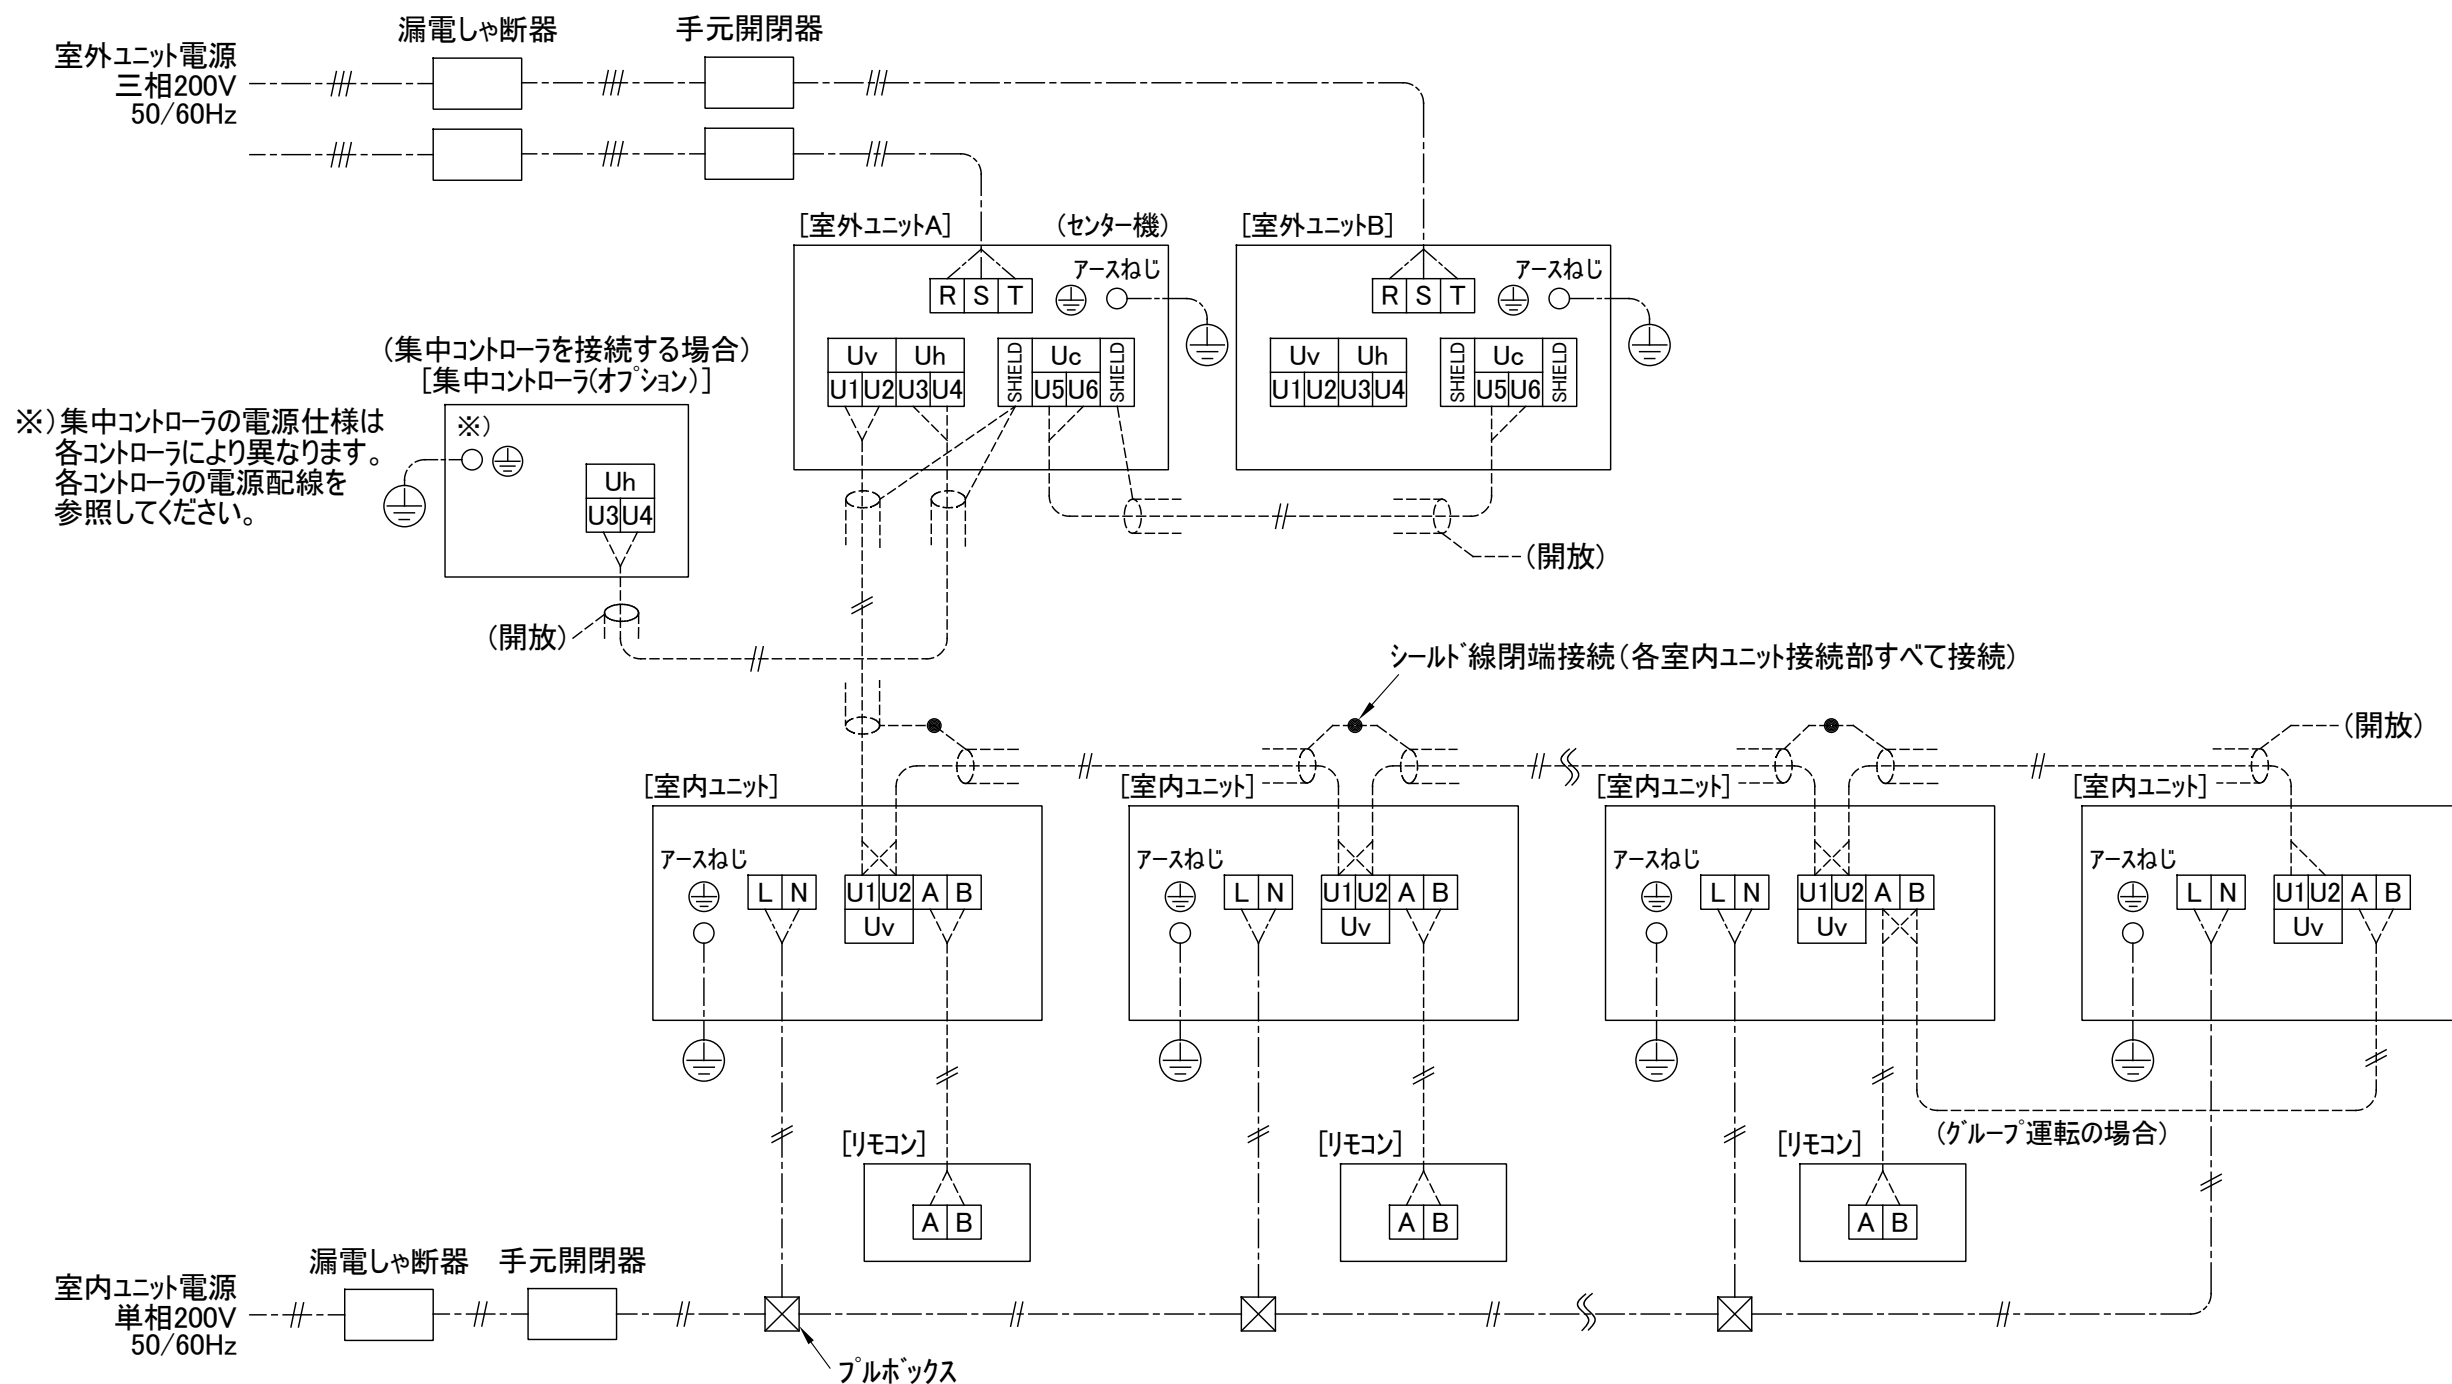 漏電しゃ断器 手元開閉器
室外ユニット電源
三相200V
50/60Hz
[室外ユニットA] (センター機) [室外ユニットB]
アースねじ アースねじ
R S T R S T
(集中コントローラを接続する場合)
[集中コントローラ(オプション)]
Uv Uh SHIELD Uc SHIELD Uv Uh SHIELD Uc SHIELD
U1 U2 U3 U4 U5 U6 U1 U2 U3 U4 U5 U6
※)集中コントローラの電源仕様は
各コントローラにより異なります。
各コントローラの電源配線を
参照してください。
※)
Uh
U3 U4
(開放)
(開放)
シールド線閉端接続(各室内ユニット接続部すべて接続)
(開放)
[室内ユニット] [室内ユニット] [室内ユニット] [室内ユニット]
アースねじ アースねじ アースねじ アースねじ
L N U1 U2 A B L N U1 U2 A B L N U1 U2 A B L N U1 U2 A B
Uv Uv Uv Uv
[リモコン] [リモコン] [リモコン] (グループ運転の場合)
A B A B A B
漏電しゃ断器 手元開閉器
室内ユニット電源
単相200V
50/60Hz
プルボックス